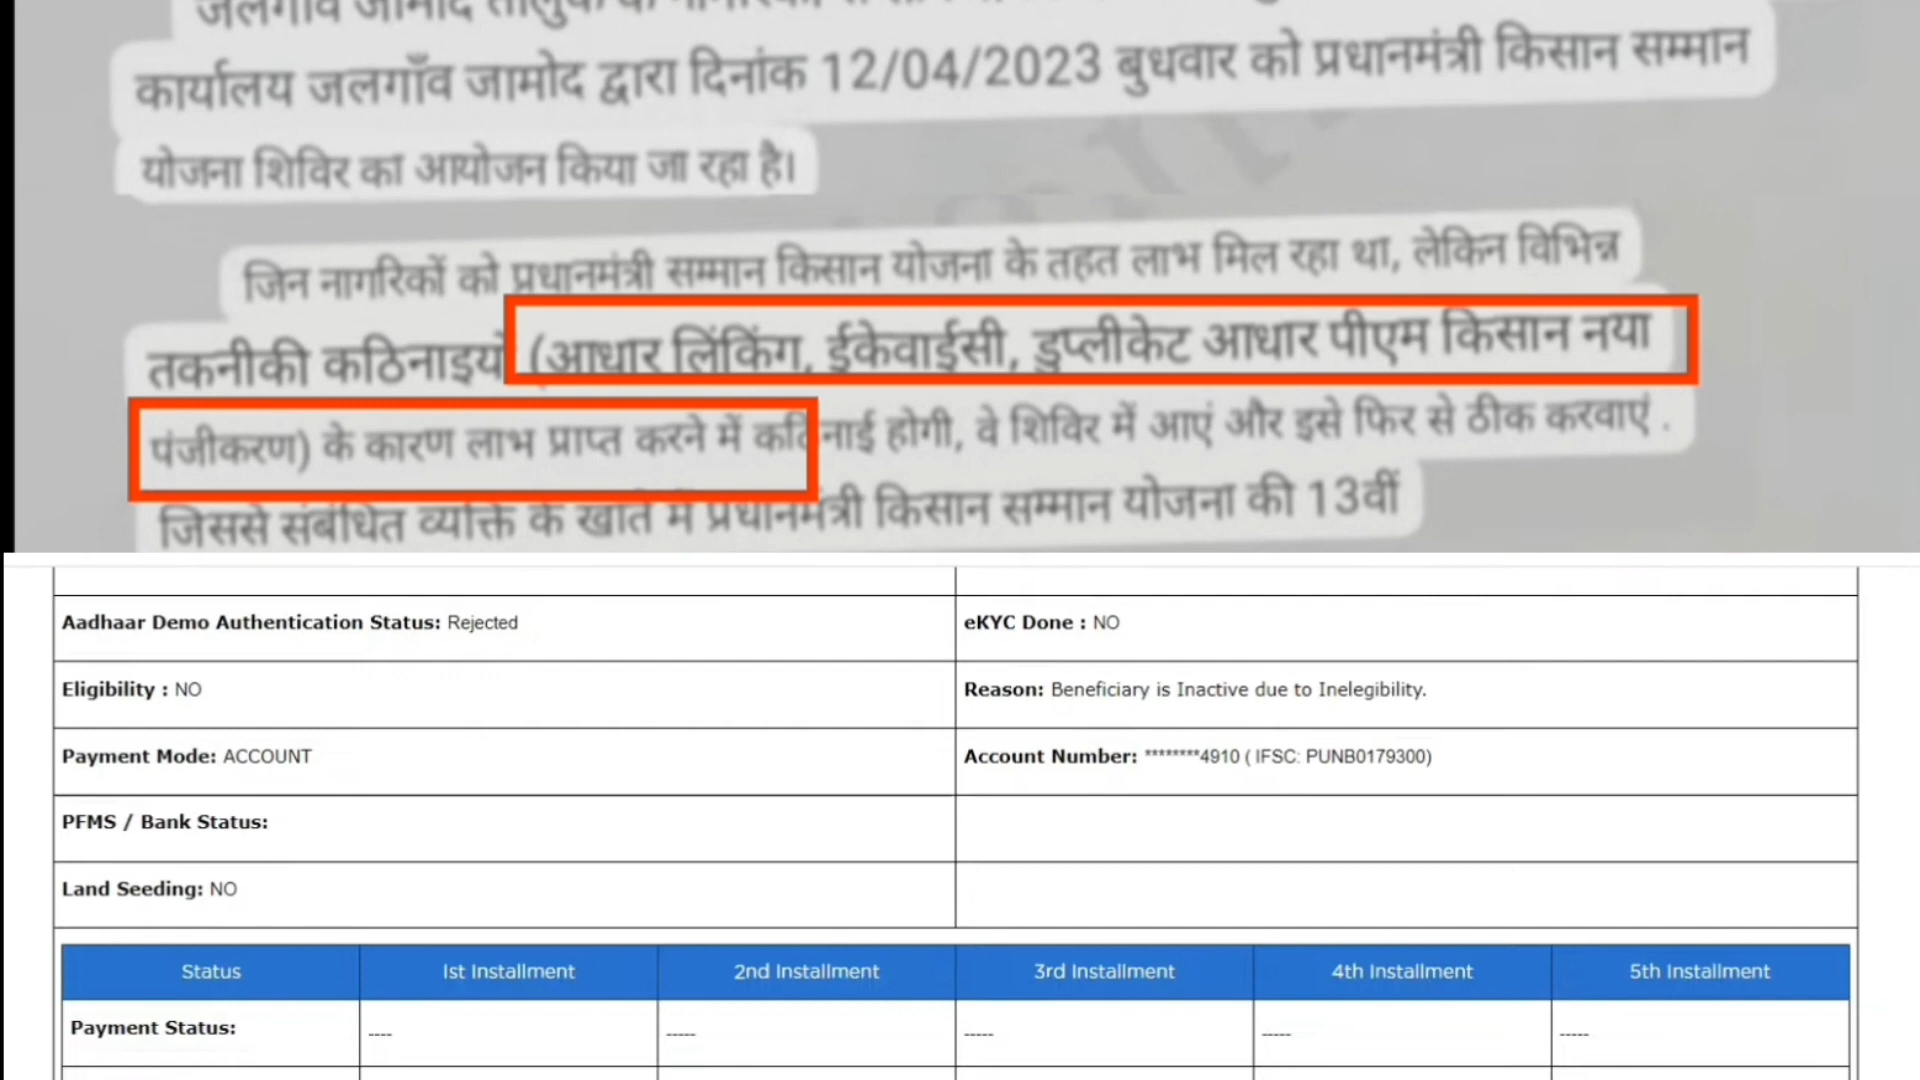 जलगाँव जामोद
कार्यालय जलगाँव जामोद द्वारा दिनांक 12/04/2023 बुधवार को प्रधानमंत्री किसान सम्मान
योजना शिविर का आयोजन किया जा रहा है।
जिन नागरिकों को प्रधानमंत्री सम्मान किसान योजना के तहत लाभ मिल रहा था, लेकिन विभिन्न
तकनीकी कठिनाइयों (आधार लिंकिंग, ईकेवाईसी, डुप्लीकेट आधार पीएम किसान नया
पंजीकरण) के कारण लाभ प्राप्त करने में कठिनाई होगी, वे शिविर में आएं और इसे फिर से ठीक करवाएं .
जिससे संबंधित व्यक्ति के खाते में प्रधानमंत्री किसान सम्मान योजना की 13वीं
Aadhaar Demo Authentication Status: Rejected
eKYC Done : NO
Eligibility : NO
Reason: Beneficiary is Inactive due to Inelegibility.
Payment Mode: ACCOUNT
Account Number: ********4910 ( IFSC: PUNB0179300)
PFMS / Bank Status:
Land Seeding: NO
Status Ist Installment 2nd Installment 3rd Installment 4th Installment 5th Installment
Payment Status: ---- ----- ----- ----- -----